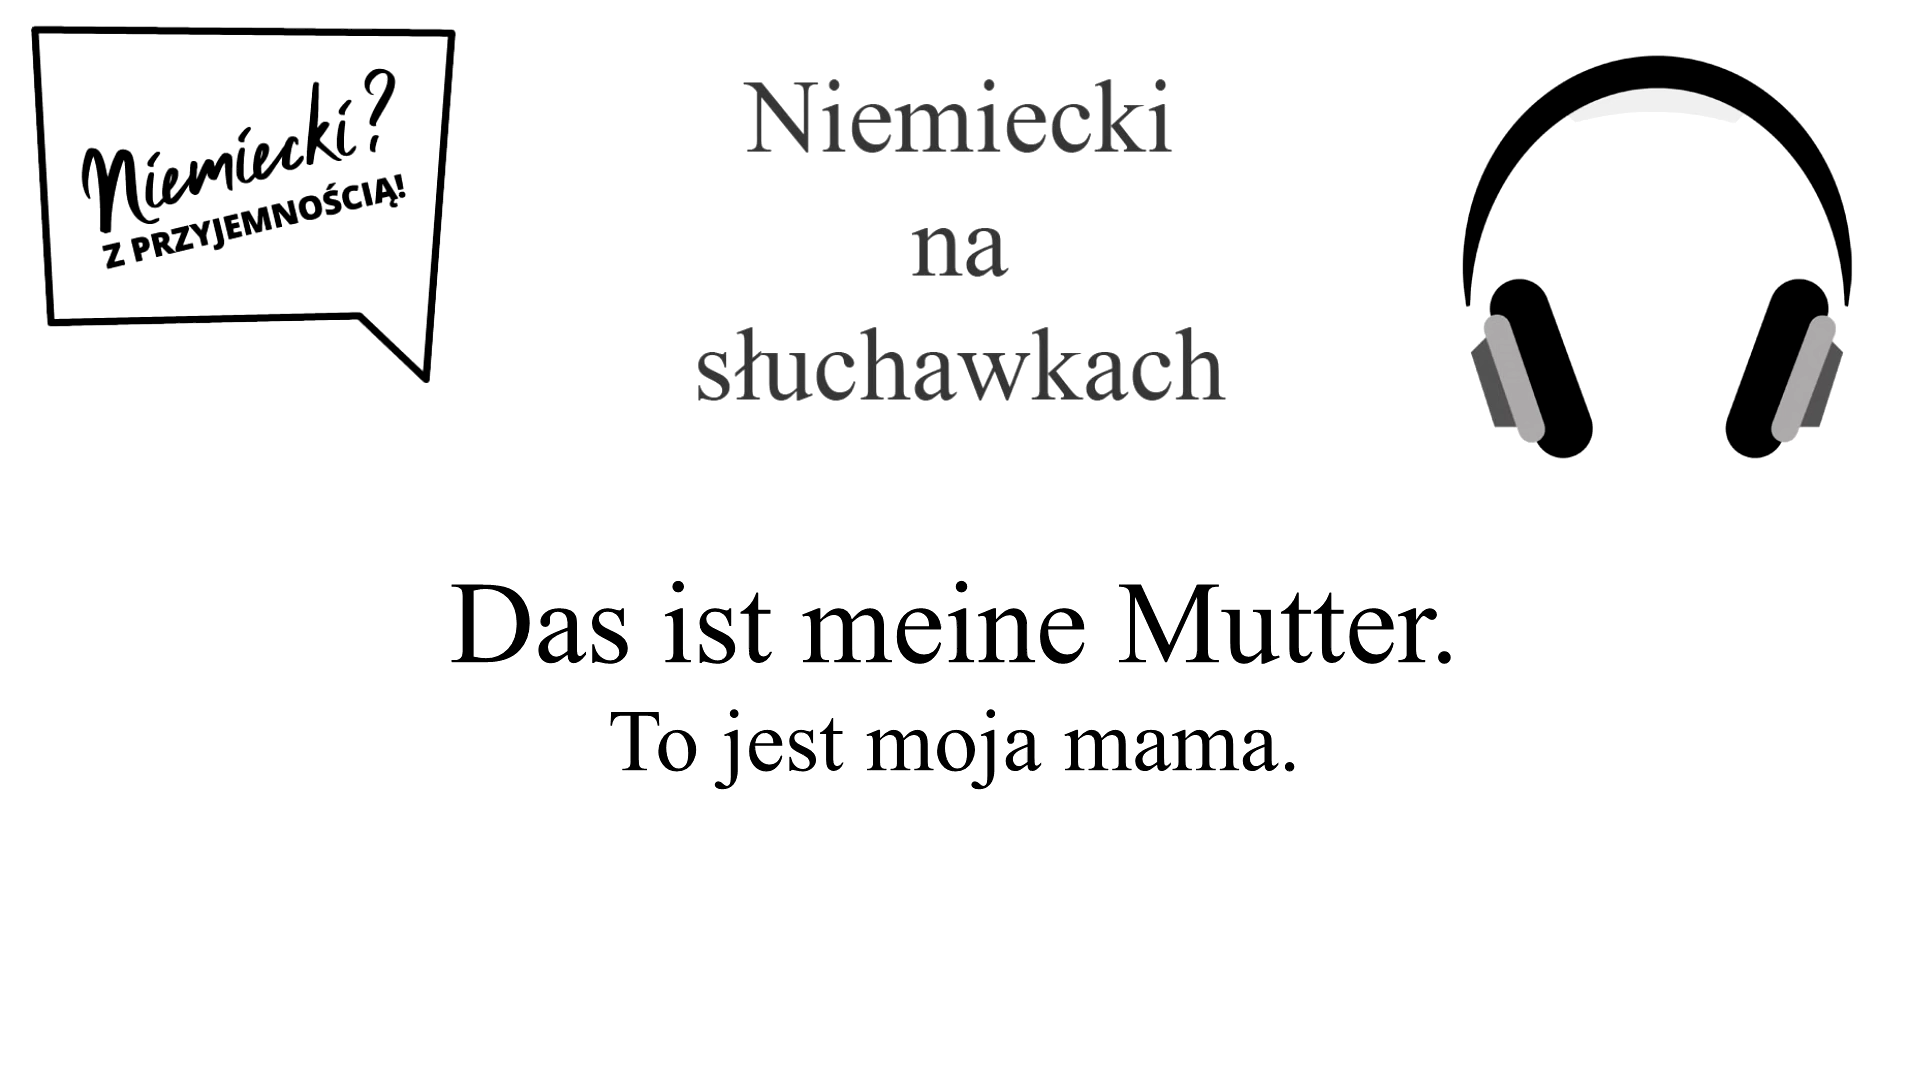 Niemiecki?
Z PRZYJEMNOŚCIĄ!
Niemiecki
na
słuchawkach
Das ist meine Mutter.
To jest moja mama.